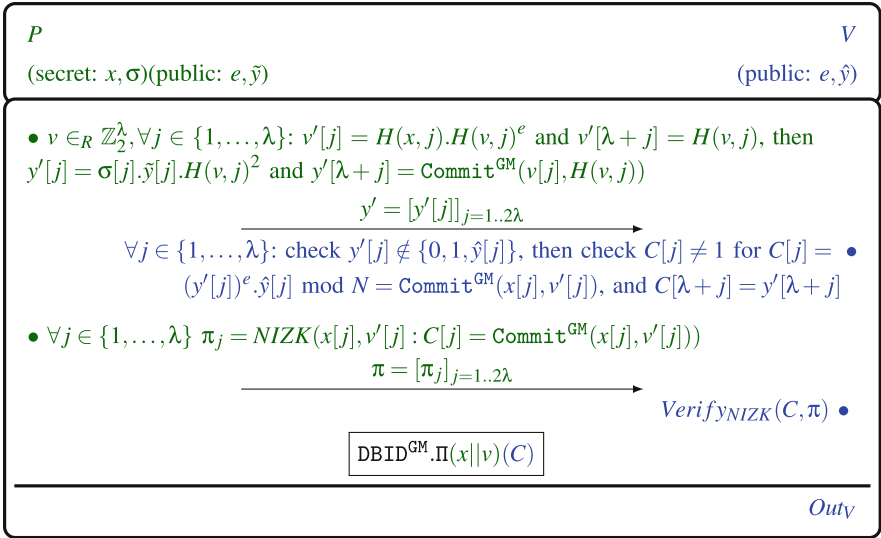 P V
(secret: x, σ)(public: e, ỹ) (public: e, ŷ)
• v ∈_R ℤ₂^λ, ∀j ∈ {1,…,λ}: v′[j] = H(x, j).H(v, j)^e and v′[λ + j] = H(v, j), then
y′[j] = σ[j].ỹ[j].H(v, j)² and y′[λ + j] = Commit^GM(v[j], H(v, j))
y′ = [y′[j]]_{j=1..2λ}
∀j ∈ {1,…,λ}: check y′[j] ∉ {0, 1, ŷ[j]}, then check C[j] ≠ 1 for C[j] = •
(y′[j])^e.ŷ[j] mod N = Commit^GM(x[j], v′[j]), and C[λ + j] = y′[λ + j]
• ∀j ∈ {1,…,λ} π_j = NIZK(x[j], v′[j] : C[j] = Commit^GM(x[j], v′[j]))
π = [π_j]_{j=1..2λ}
Verify_NIZK(C, π) •
DBID^GM.Π(x||v)(C)
Out_V